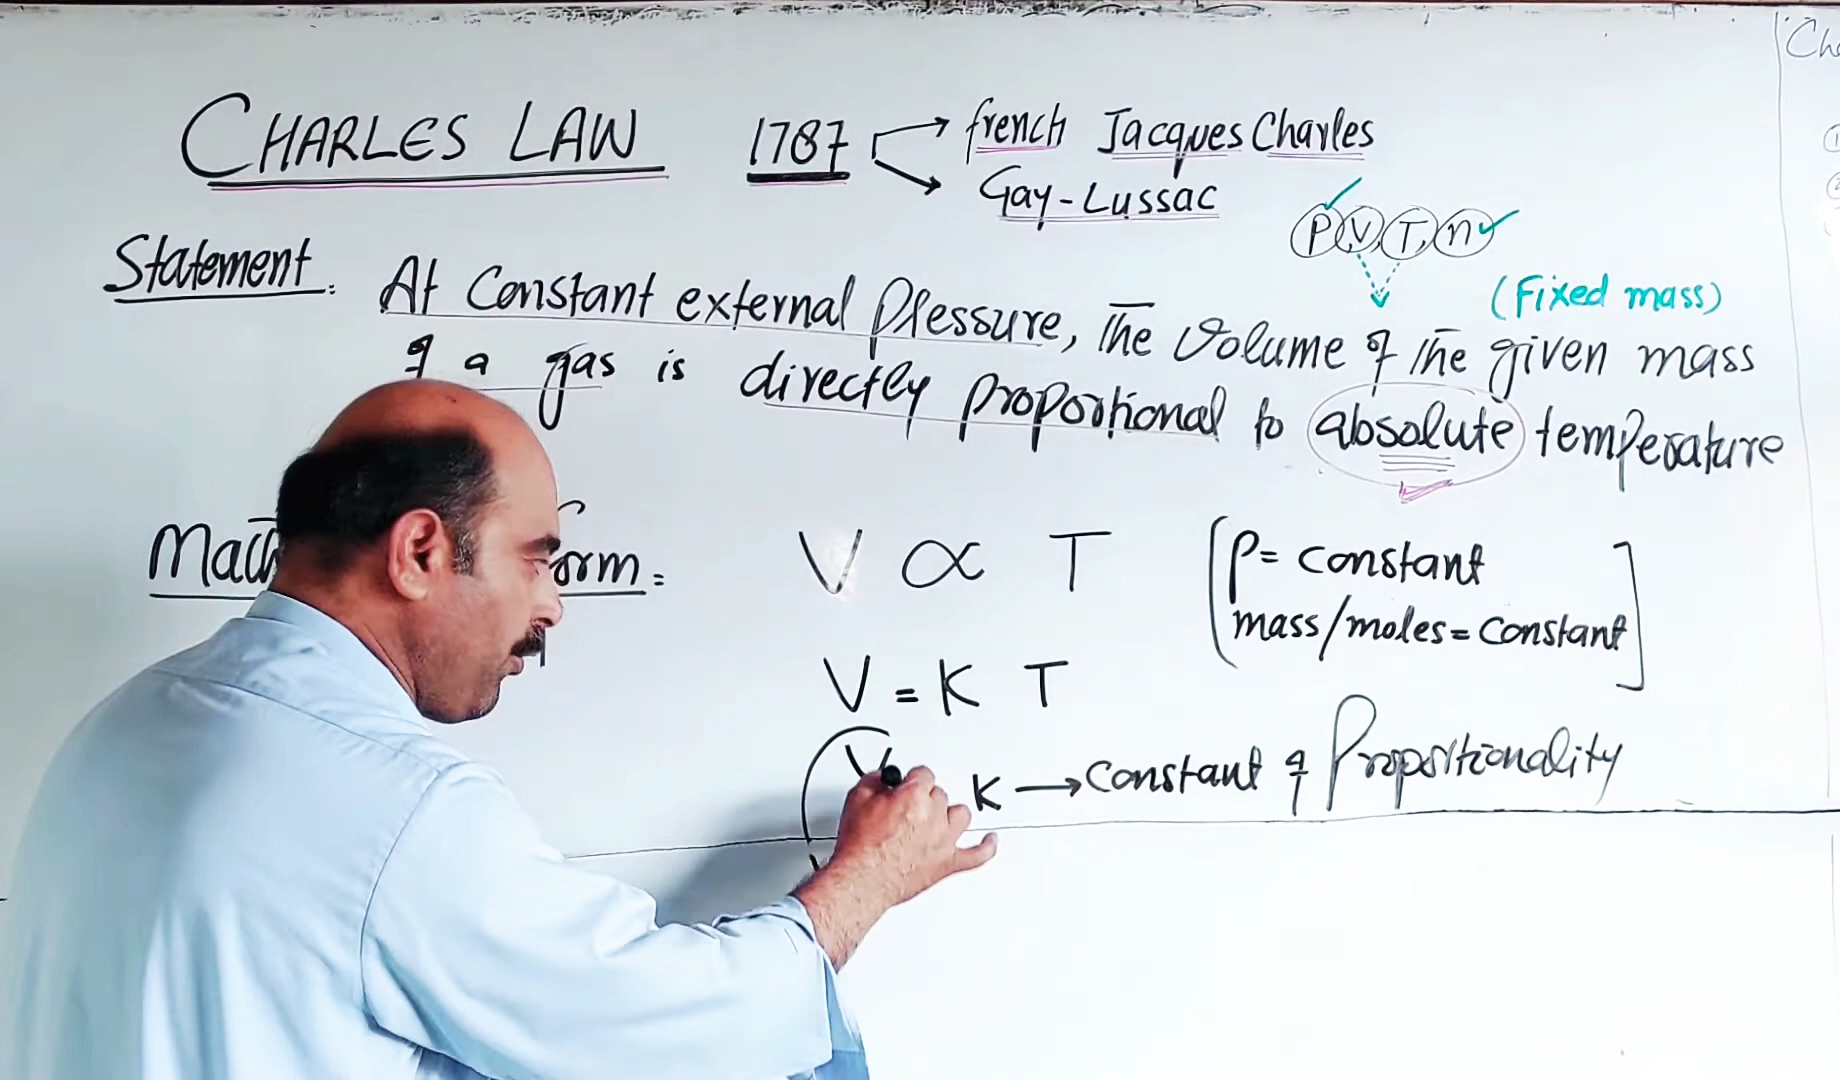 CHARLES LAW 1787 → french Jacques Charles
→ Gay-Lussac
P, V, T, n
(Fixed mass)
Statement: At Constant external Pressure, The Volume of The given mass
of a gas is directly proportional to absolute temperature
form:
V ∝ T
[P= constant
mass/moles= constant]
V = K T
V
K → Constant of Proportionality